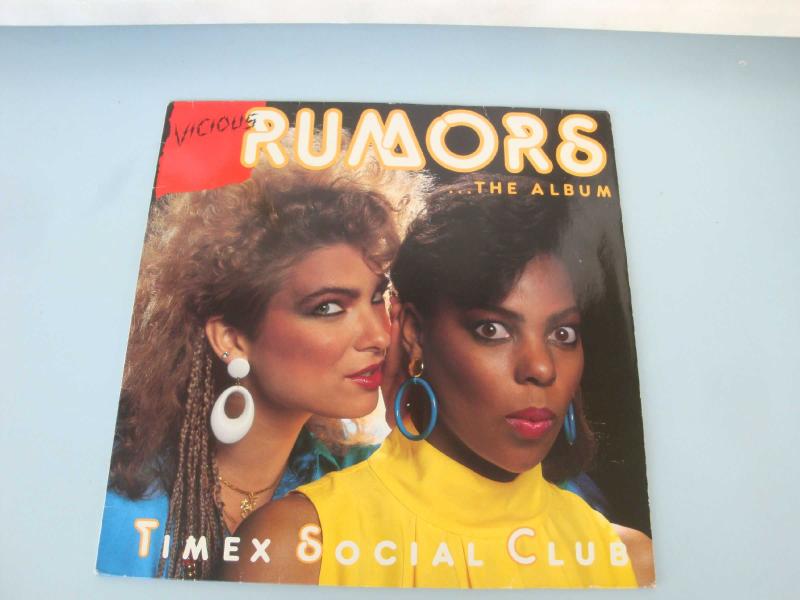 VICIOUS RUMORS
...THE ALBUM
TIMEX SOCIAL CLUB